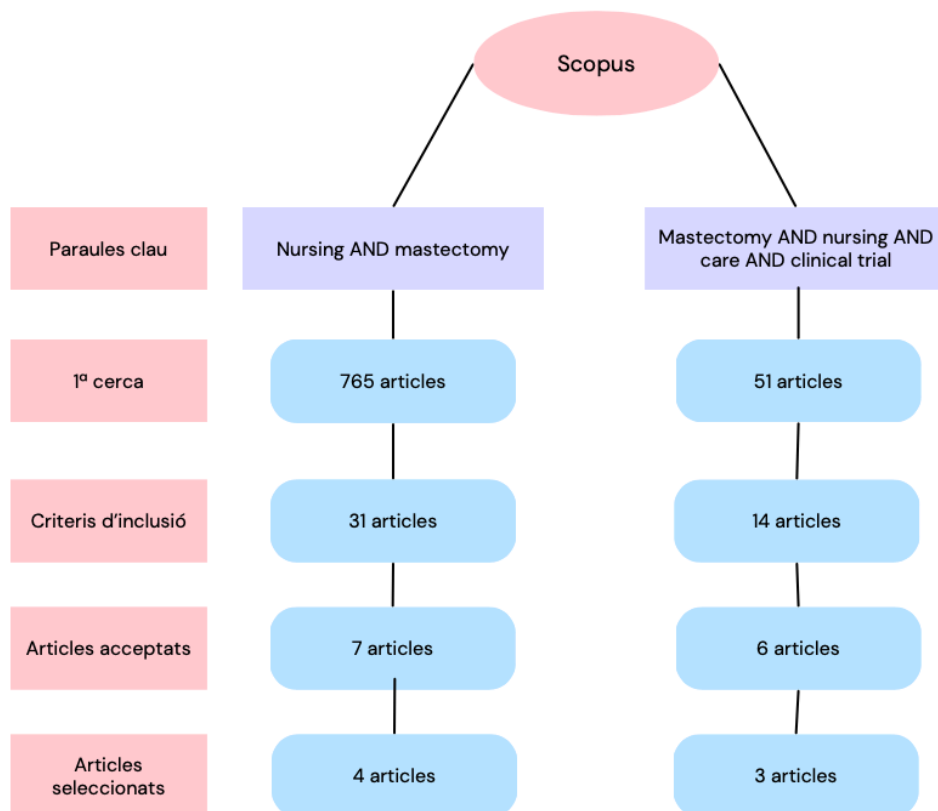 Scopus
Paraules clau
Nursing AND mastectomy
Mastectomy AND nursing AND
care AND clinical trial
1ª cerca
765 articles
51 articles
Criteris d'inclusió
31 articles
14 articles
Articles acceptats
7 articles
6 articles
Articles
seleccionats
4 articles
3 articles